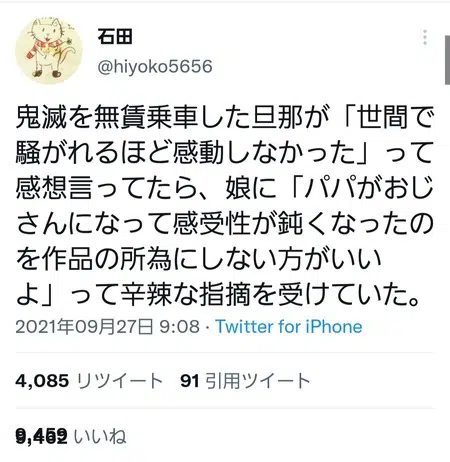 石田
@hiyoko5656
鬼滅を無賃乗車した旦那が「世間で
騒がれるほど感動しなかった」って
感想言ってたら、娘に「パパがおじ
さんになって感受性が鈍くなったの
を作品の所為にしない方がいい
よ」って辛辣な指摘を受けていた。
2021年09月27日 9:08 · Twitter for iPhone
4,085 リツイート 91 引用ツイート
いいね